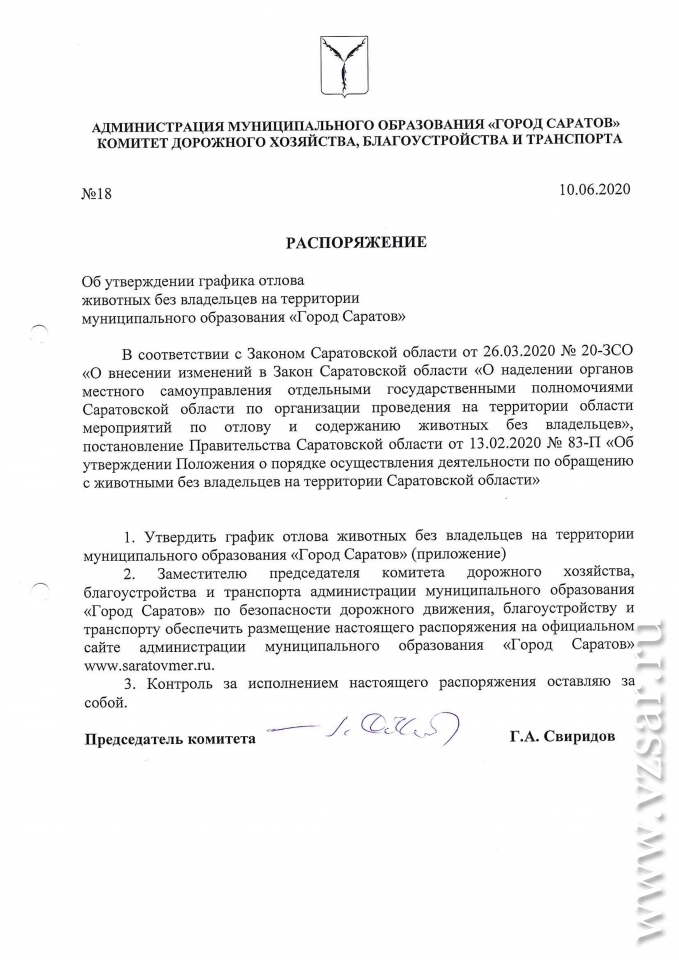 АДМИНИСТРАЦИЯ МУНИЦИПАЛЬНОГО ОБРАЗОВАНИЯ «ГОРОД САРАТОВ»
КОМИТЕТ ДОРОЖНОГО ХОЗЯЙСТВА, БЛАГОУСТРОЙСТВА И ТРАНСПОРТА
№18 10.06.2020
РАСПОРЯЖЕНИЕ
Об утверждении графика отлова
животных без владельцев на территории
муниципального образования «Город Саратов»
В соответствии с Законом Саратовской области от 26.03.2020 № 20-ЗСО
«О внесении изменений в Закон Саратовской области «О наделении органов
местного самоуправления отдельными государственными полномочиями
Саратовской области по организации проведения на территории области
мероприятий по отлову и содержанию животных без владельцев»,
постановление Правительства Саратовской области от 13.02.2020 № 83-П «Об
утверждении Положения о порядке осуществления деятельности по обращению
с животными без владельцев на территории Саратовской области»
1. Утвердить график отлова животных без владельцев на территории
муниципального образования «Город Саратов» (приложение)
2. Заместителю председателя комитета дорожного хозяйства,
благоустройства и транспорта администрации муниципального образования
«Город Саратов» по безопасности дорожного движения, благоустройству и
транспорту обеспечить размещение настоящего распоряжения на официальном
сайте администрации муниципального образования «Город Саратов»
www.saratovmer.ru.
3. Контроль за исполнением настоящего распоряжения оставляю за
собой.
Председатель комитета Г.А. Свиридов
www.vzsar.ru